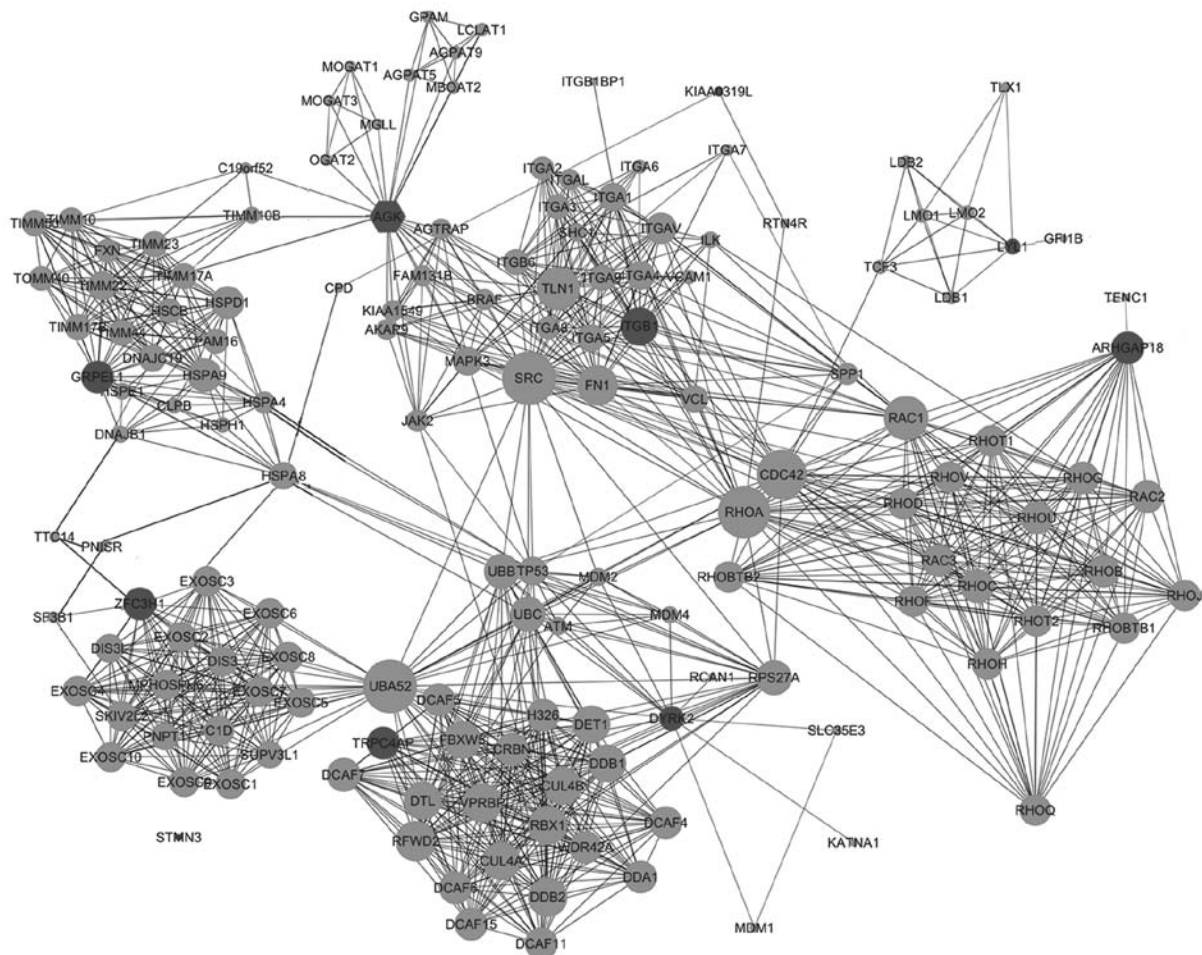 GPAM
LCLAT1
AGPAT9
MOGAT1
AGPAT5
MBOAT2
MOGAT3
MGLL
OGAT2
ITGB1BP1
KIAA0319L
TLX1
C19orf52
ITGA2
ITGAL
ITGA6
ITGA7
LDB2
TIMM10
TIMM10B
AGK
ITGA3
ITGA1
RTN4R
LMO1
LMO2
FXN
TIMM23
AGTRAP
SHC1
ITGAV
ILK
LYL1
GFI1B
TOMM40
TIMM22
TIMM17A
FAM131B
ITGB6
TLN1
ITGA9
ITGA4
VCAM1
TCF3
LDB1
CPD
BRAF
HSCB
HSPD1
KIAA1549
AKAP9
ITGA8
ITGA5
ITGB1
TENC1
TIMM17B
TIMM44
PAM16
MAPK3
ARHGAP18
DNAJC19
GRPEL1
HSPA9
SRC
FN1
SPP1
HSPE1
CLPB
HSPA4
VCL
RAC1
DNAJB1
HSPH1
JAK2
RHOT1
HSPA8
CDC42
RHOV
RHOG
RAC2
RHOA
RHOD
RHOU
TTC14
PNISR
UBB
TP53
MDM2
RHOBTB2
RAC3
RHOC
RHOB
RHOJ
EXOSC3
ZFC3H1
SF3B1
EXOSC6
UBC
ATM
MDM4
RHOF
RHOT2
RHOBTB1
DIS3L
EXOSC2
DIS3
EXOSC8
RHOH
EXOSC4
MPHOSPH6
EXOSC7
EXOSC5
UBA52
RCAN1
RPS27A
SKIV2L2
DCAF5
H326
DET1
DYRK2
SLC35E3
PNPT1
C1D
SUPV3L1
TRPC4AP
FBXW5
CRBN
DDB1
EXOSC10
EXOSC9
EXOSC1
DCAF7
CUL4B
RHOQ
DTL
VPRBP
RBX1
DCAF4
STMN3
RFWD2
CUL4A
WDR42A
KATNA1
DCAF6
DDB2
DDA1
DCAF15
DCAF11
MDM1